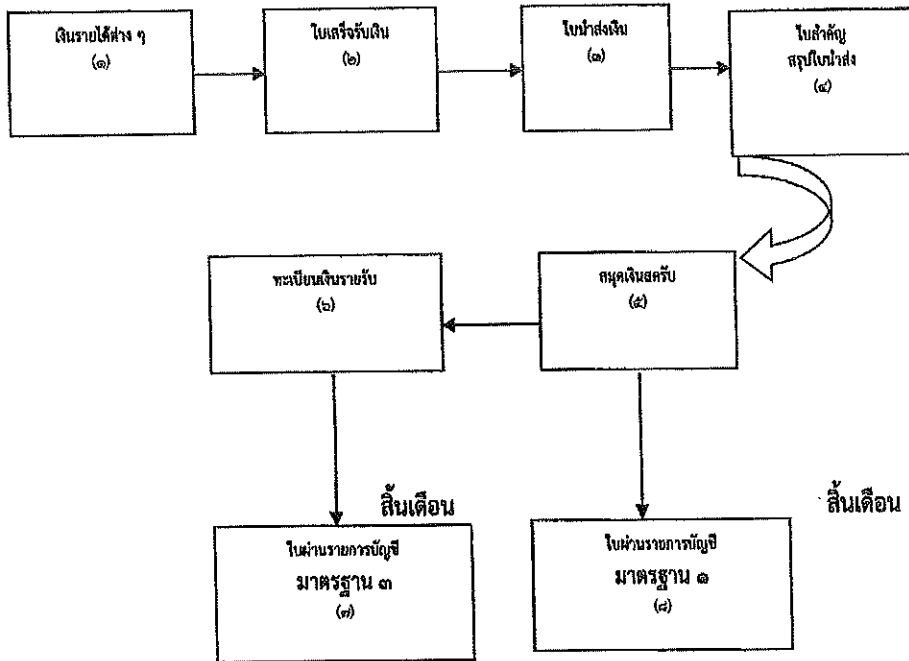 เงินรายได้ต่าง ๆ
(๑)
ใบเสร็จรับเงิน
(๒)
ใบนำส่งเงิน
(๓)
ใบสำคัญ
สรุปใบนำส่ง
(๔)
ทะเบียนเงินรายรับ
(๖)
สมุดเงินสดรับ
(๕)
สิ้นเดือน
สิ้นเดือน
ใบผ่านรายการบัญชี
มาตรฐาน ๓
(๗)
ใบผ่านรายการบัญชี
มาตรฐาน ๑
(๘)